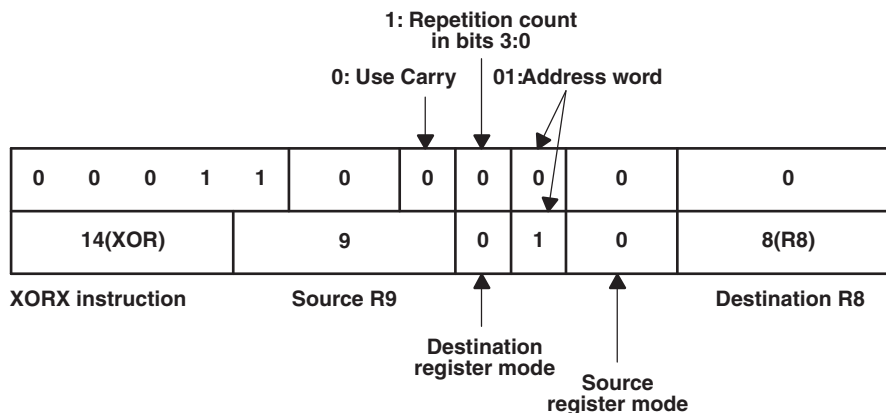 1: Repetition count
in bits 3:0
0: Use Carry 01:Address word
0 0 0 1 1 0 0 0 0 0 0
14(XOR) 9 0 1 0 8(R8)
XORX instruction Source R9 Destination R8
Destination
register mode
Source
register mode